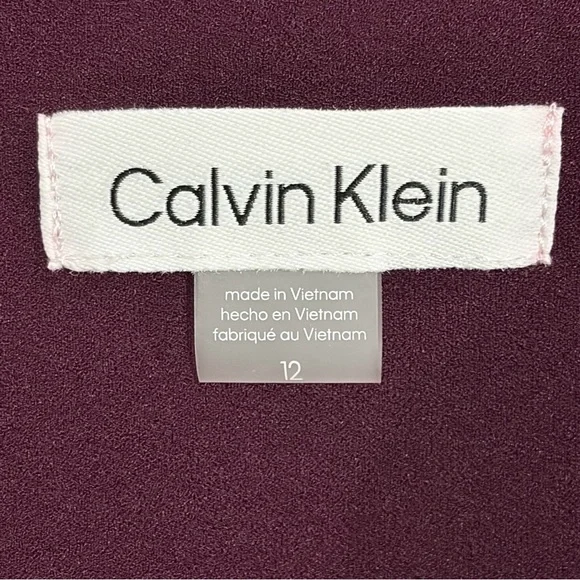 Calvin Klein
made in Vietnam
hecho en Vietnam
fabriqué au Vietnam
12